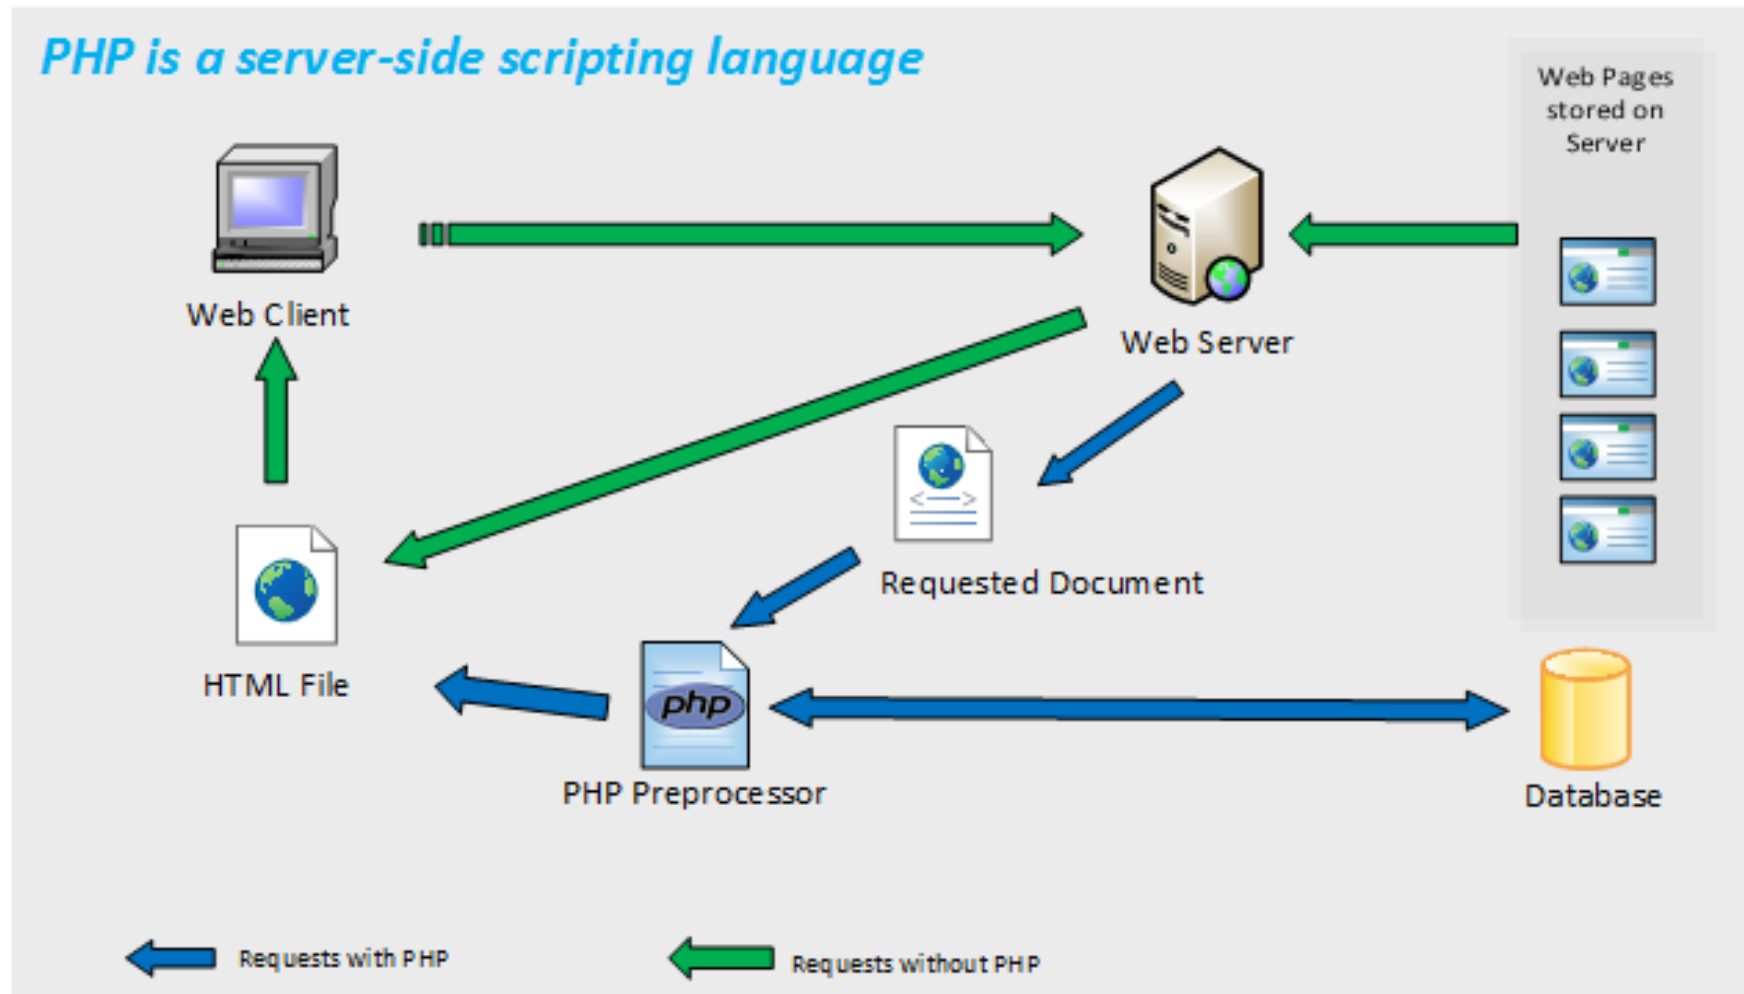 PHP is a server-side scripting language
Web Pages
stored on
Server
Web Client
Web Server
Requested Document
HTML File
php
PHP Preprocessor
Database
Requests with PHP
Requests without PHP